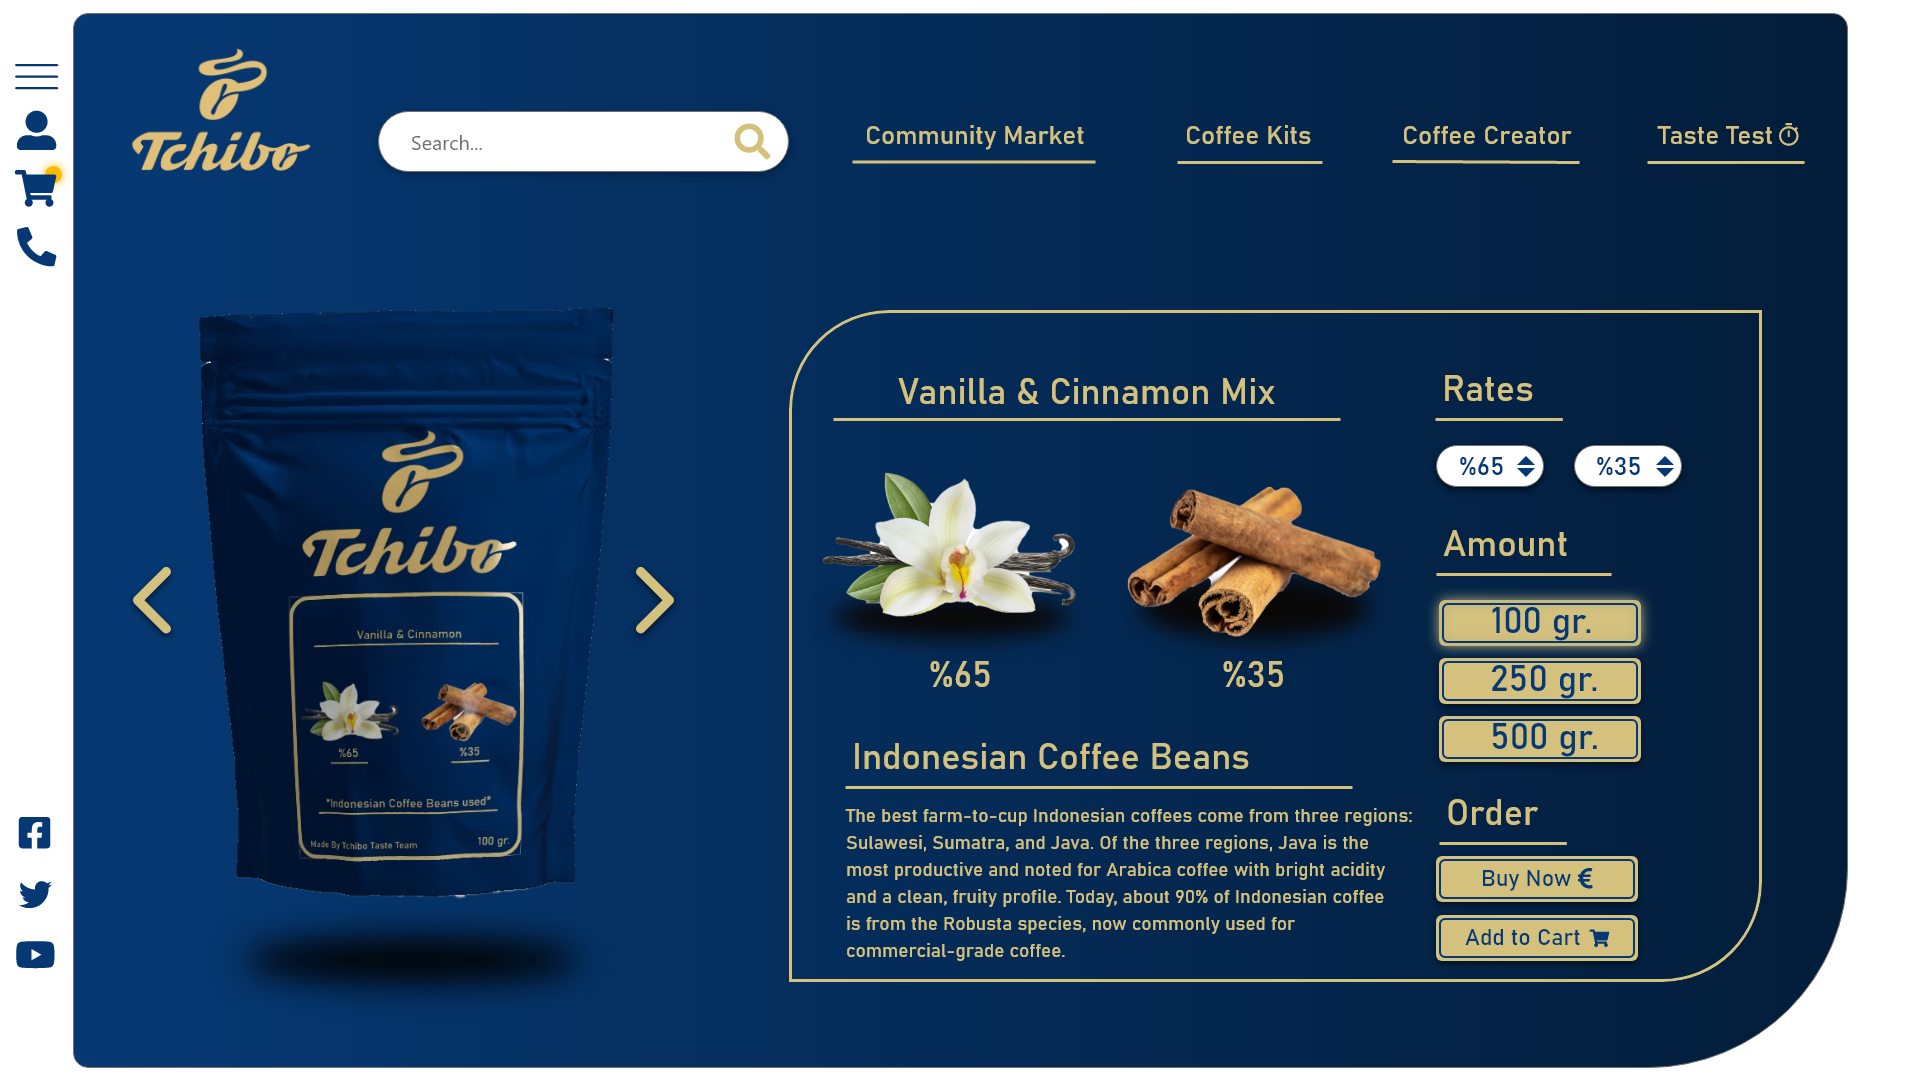 Tchibo
Search...
Community Market
Coffee Kits
Coffee Creator
Taste Test
Tchibo
Vanilla & Cinnamon
%65
%35
*Indonesian Coffee Beans used*
Made By Tchibo Taste Team
100 gr.
Vanilla & Cinnamon Mix
%65
%35
Indonesian Coffee Beans
The best farm-to-cup Indonesian coffees come from three regions:
Sulawesi, Sumatra, and Java. Of the three regions, Java is the
most productive and noted for Arabica coffee with bright acidity
and a clean, fruity profile. Today, about 90% of Indonesian coffee
is from the Robusta species, now commonly used for
commercial-grade coffee.
Rates
%65
%35
Amount
100 gr.
250 gr.
500 gr.
Order
Buy Now €
Add to Cart